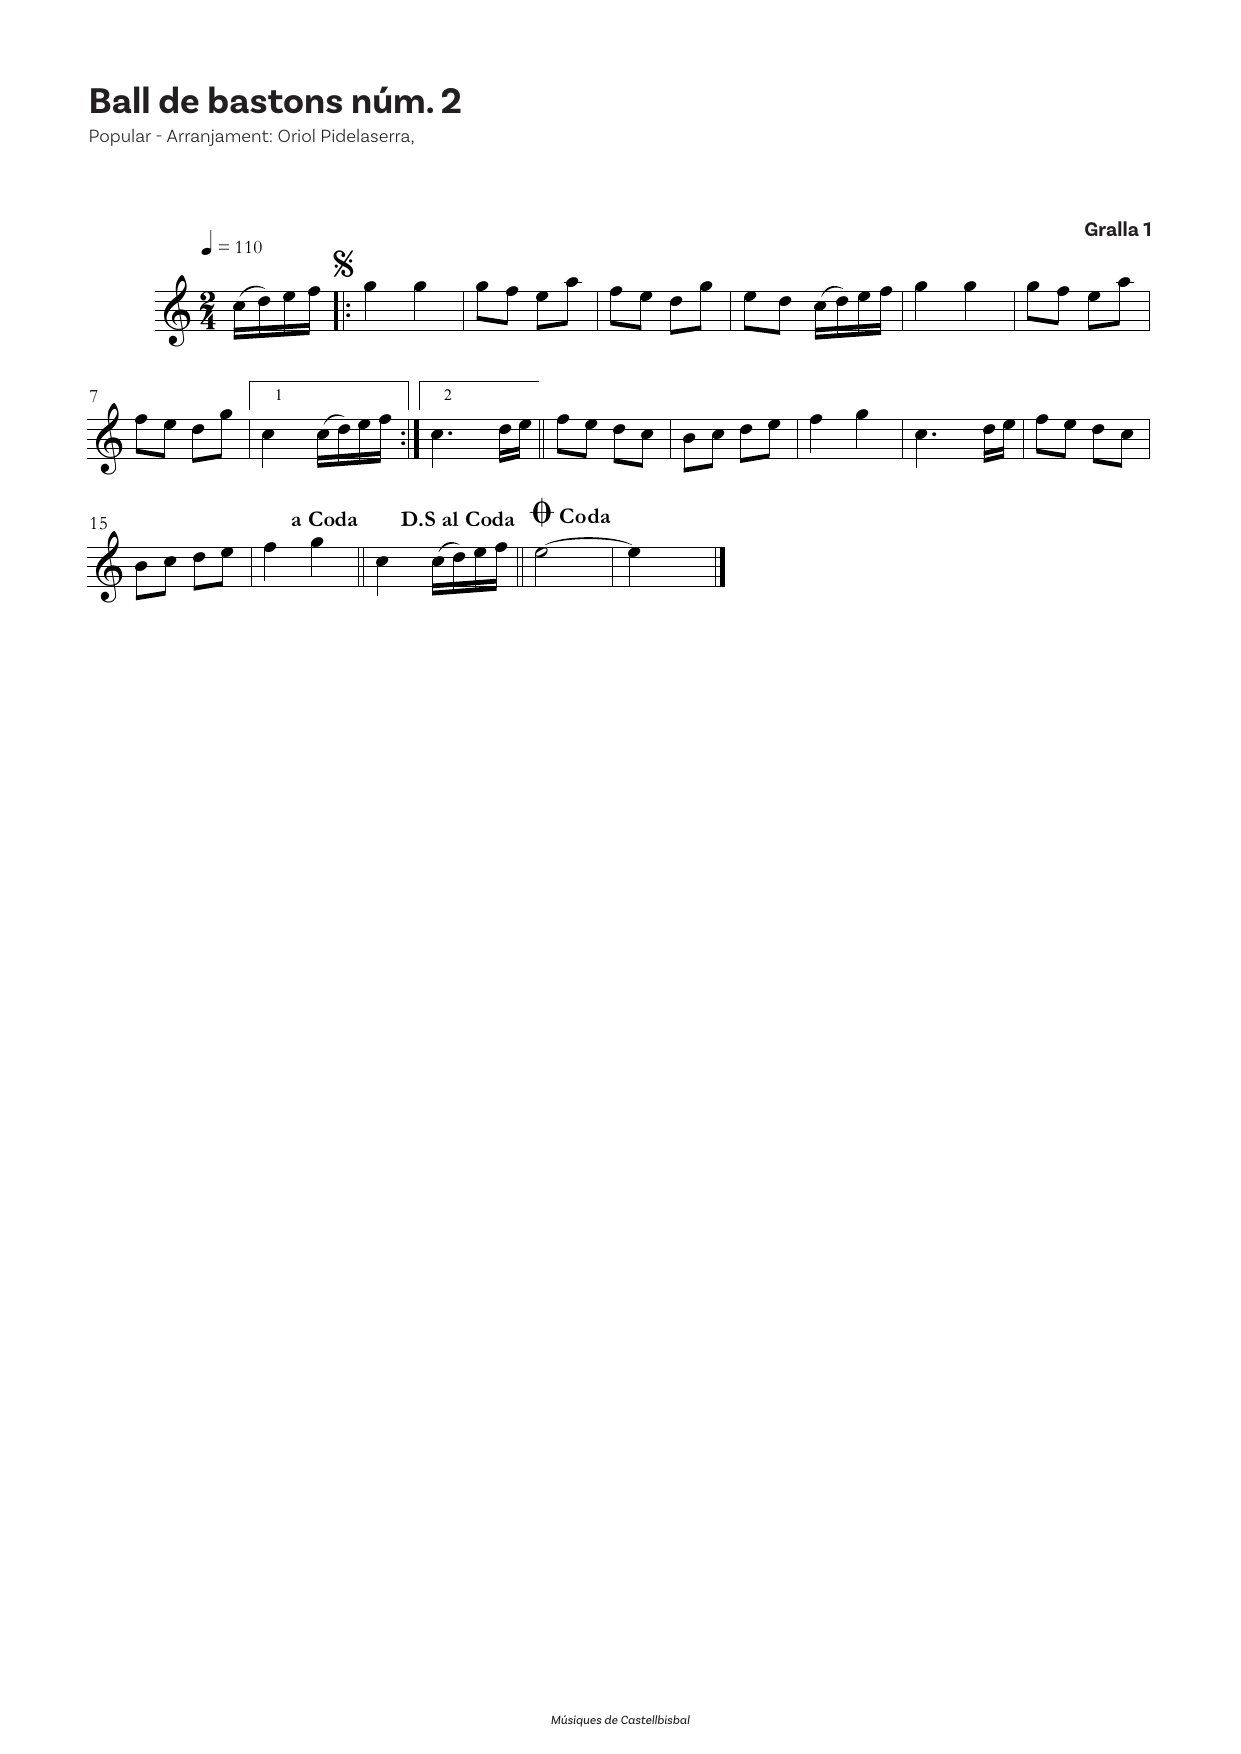 Ball de bastons núm. 2
Popular - Arranjament: Oriol Pidelaserra,
Gralla 1
= 110
2
4
7
1
2
15
a Coda
D.S al Coda
Coda
Músiques de Castellbisbal